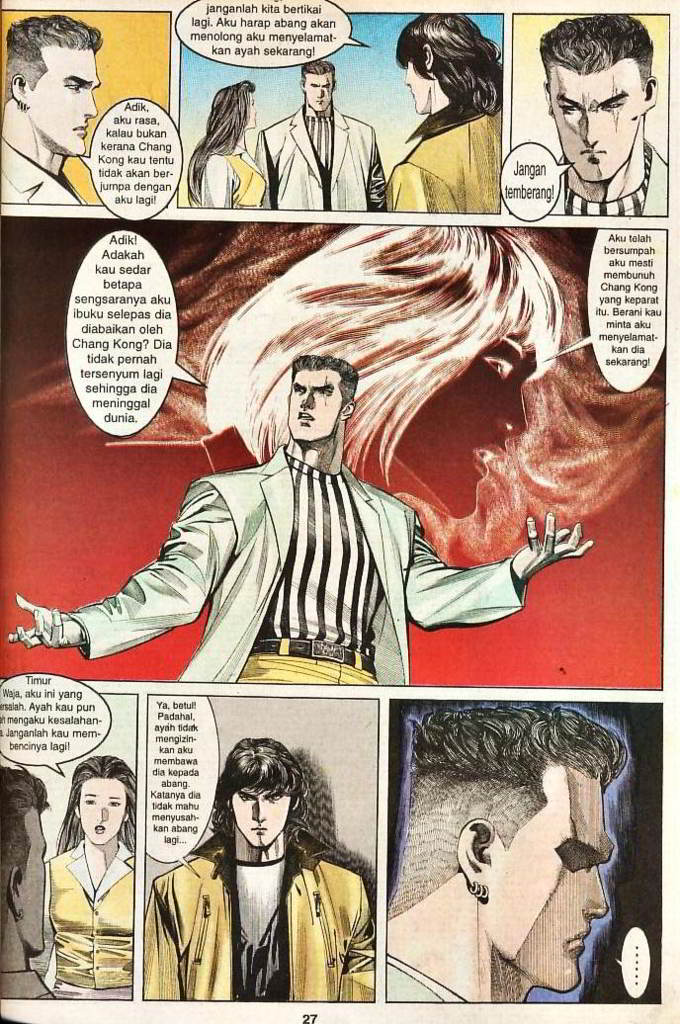 Adik,
aku rasa,
kalau bukan
kerana Chang
Kong kau tentu
tidak akan ber-
jumpa dengan
aku lagi!
janganlah kita bertikai
lagi. Aku harap abang akan
menolong aku menyelamat-
kan ayah sekarang!
Jangan
temberang!
Adik!
Adakah
kau sedar
betapa
sengsaranya aku
ibuku selepas dia
diabaikan oleh
Chang Kong? Dia
tidak pernah
tersenyum lagi
sehingga dia
meninggal
dunia.
Aku telah
bersumpah
aku mesti
membunuh
Chang Kong
yang keparat
itu. Berani kau
minta aku
menyelamat-
kan dia
sekarang!
Timur
Waja, aku ini yang
ersalah. Ayah kau pun
h mengaku kesalahan-
a. Janganlah kau mem-
bencinya lagi!
Ya, betul!
Padahal,
ayah tidak
mengizin-
kan aku
membawa
dia kepada
abang.
Katanya dia
tidak mahu
menyusah-
kan abang
lagi...
......
27